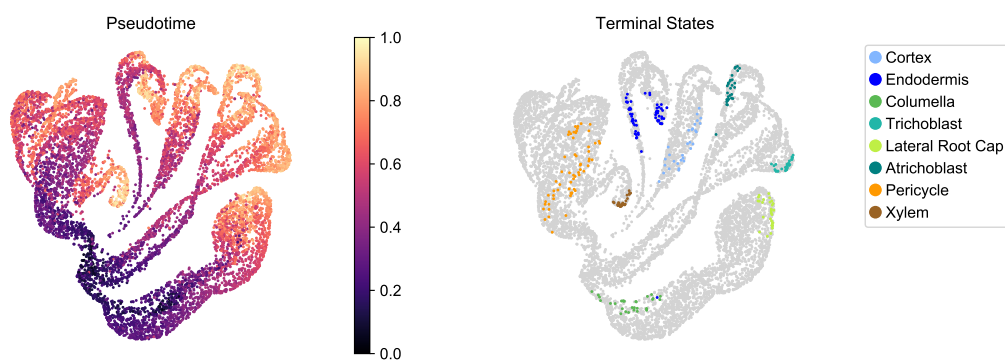 Pseudotime
1.0
0.8
0.6
0.4
0.2
0.0
Terminal States
Cortex
Endodermis
Columella
Trichoblast
Lateral Root Cap
Atrichoblast
Pericycle
Xylem